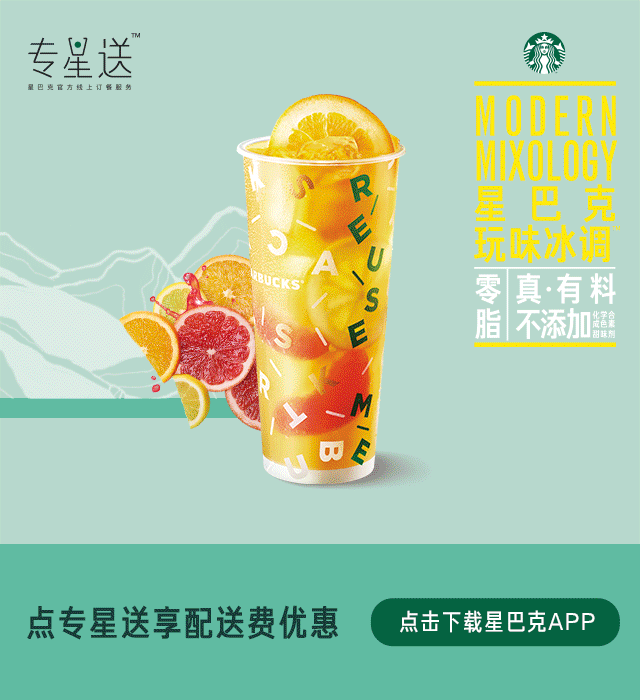 专星送™
星巴克官方线上订餐服务
MODERN
MIXOLOGY
星巴克
玩味冰调™
零脂
真·有料
不添加
化学合
成色素
甜味剂
REUSE ME
STARBUCKS
点专星送享配送费优惠
点击下载星巴克APP